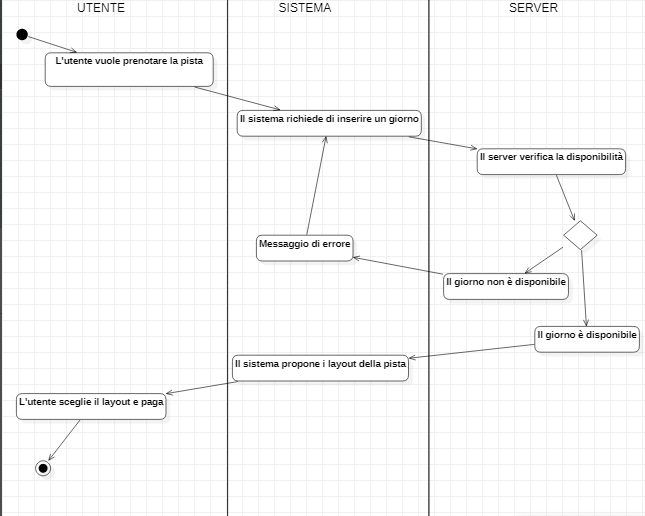 UTENTE
SISTEMA
SERVER
L'utente vuole prenotare la pista
Il sistema richiede di inserire un giorno
Il server verifica la disponibilità
Messaggio di errore
Il giorno non è disponibile
Il giorno è disponibile
Il sistema propone i layout della pista
L'utente sceglie il layout e paga